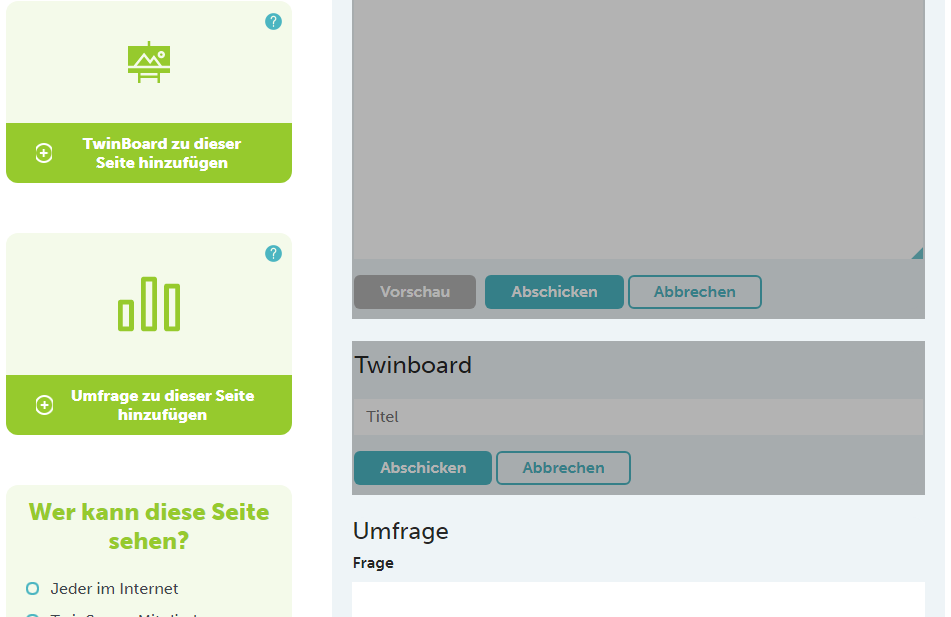 ?
TwinBoard zu dieser
Seite hinzufügen
?
Umfrage zu dieser Seite
hinzufügen
Wer kann diese Seite
sehen?
Jeder im Internet
Vorschau
Abschicken
Abbrechen
Twinboard
Titel
Abschicken
Abbrechen
Umfrage
Frage